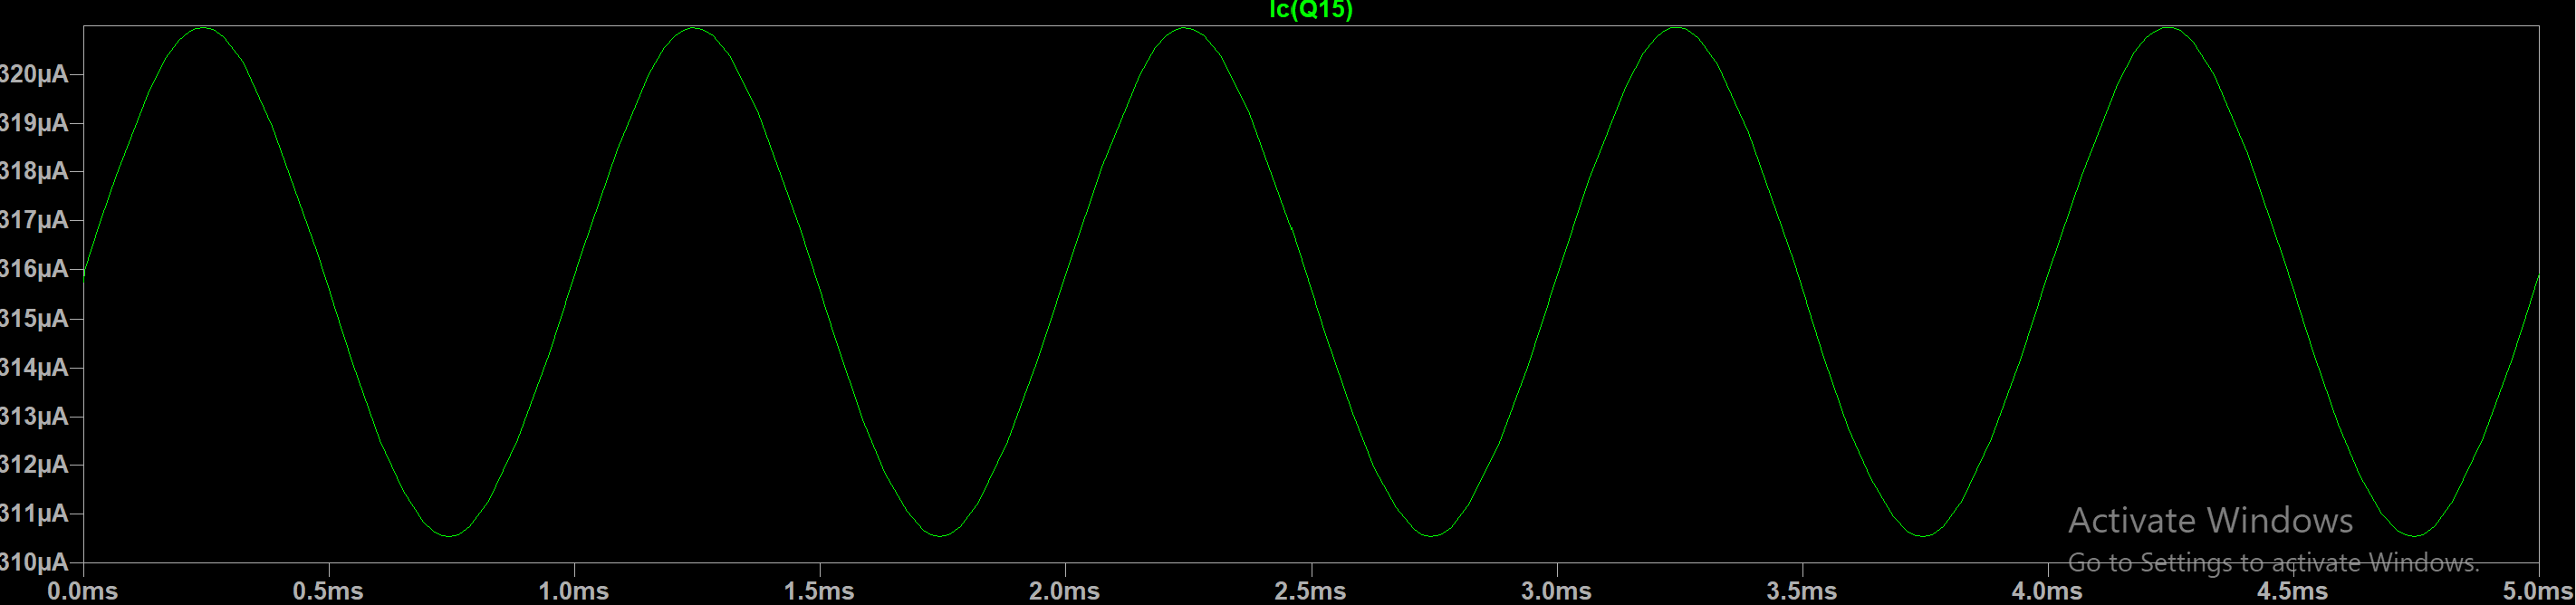 Ic(Q15)
320µA
319µA
318µA
317µA
316µA
315µA
314µA
313µA
312µA
311µA
310µA
0.0ms 0.5ms 1.0ms 1.5ms 2.0ms 2.5ms 3.0ms 3.5ms 4.0ms 4.5ms 5.0ms
Activate Windows
Go to Settings to activate Windows.